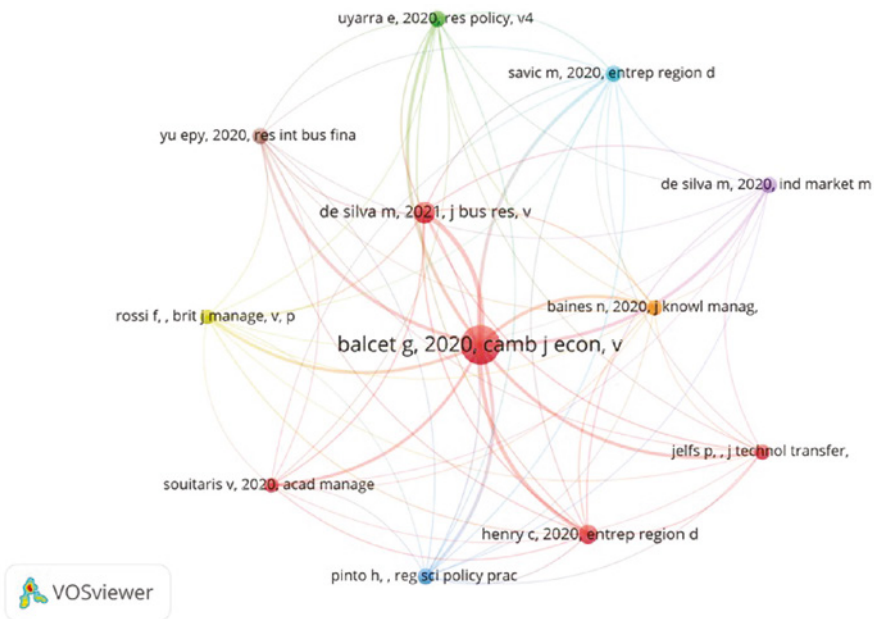 uyarra e, 2020, res policy, v4
savic m, 2020, entrep region d
yu epy, 2020, res int bus fina
de silva m, 2020, ind market m
de silva m, 2021, j bus res, v
baines n, 2020, j knowl manag,
rossi f, , brit j manage, v, p
balcet g, 2020, camb j econ, v
jelfs p, , j technol transfer,
souitaris v, 2020, acad manage
henry c, 2020, entrep region d
pinto h, , reg sci policy prac
VOSviewer